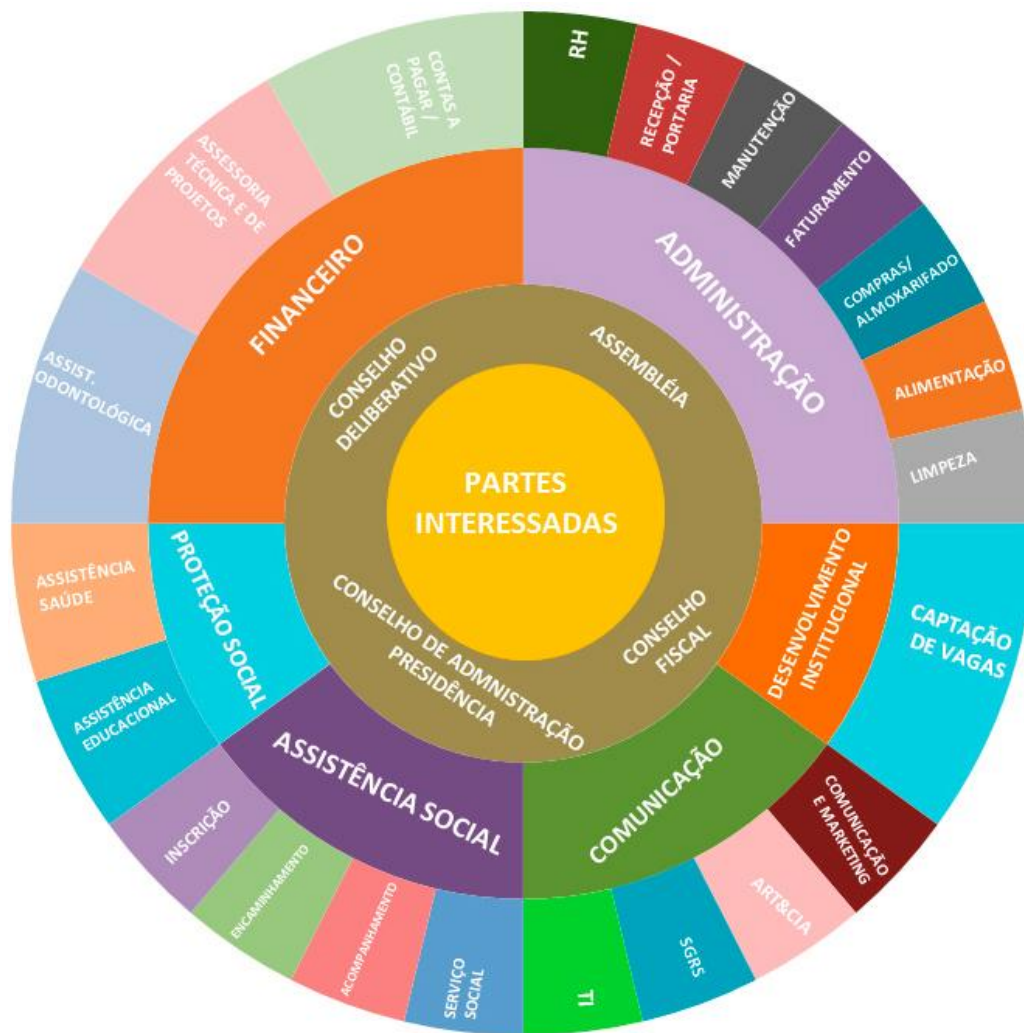 PARTES
INTERESSADAS
ASSEMBLÉIA
CONSELHO
FISCAL
CONSELHO DE ADMNISTRAÇÃO
PRESIDÊNCIA
CONSELHO
DELIBERATIVO
ADMINISTRAÇÃO
DESENVOLVIMENTO
INSTITUCIONAL
COMUNICAÇÃO
ASSISTÊNCIA SOCIAL
PROTEÇÃO SOCIAL
FINANCEIRO
RH
RECEPÇÃO /
PORTARIA
MANUTENÇÃO
FATURAMENTO
COMPRAS/
ALMOXARIFADO
ALIMENTAÇÃO
LIMPEZA
CAPTAÇÃO
DE VAGAS
COMUNICAÇÃO
E MARKETING
ART&CIA
SGRS
TI
SERVIÇO
SOCIAL
ACOMPANHAMENTO
ENCAMINHAMENTO
INSCRIÇÃO
ASSISTÊNCIA
EDUCACIONAL
ASSISTÊNCIA
SAÚDE
ASSIST.
ODONTOLÓGICA
ASSESSORIA
TÉCNICA E DE
PROJETOS
CONTAS A
PAGAR /
CONTÁBIL